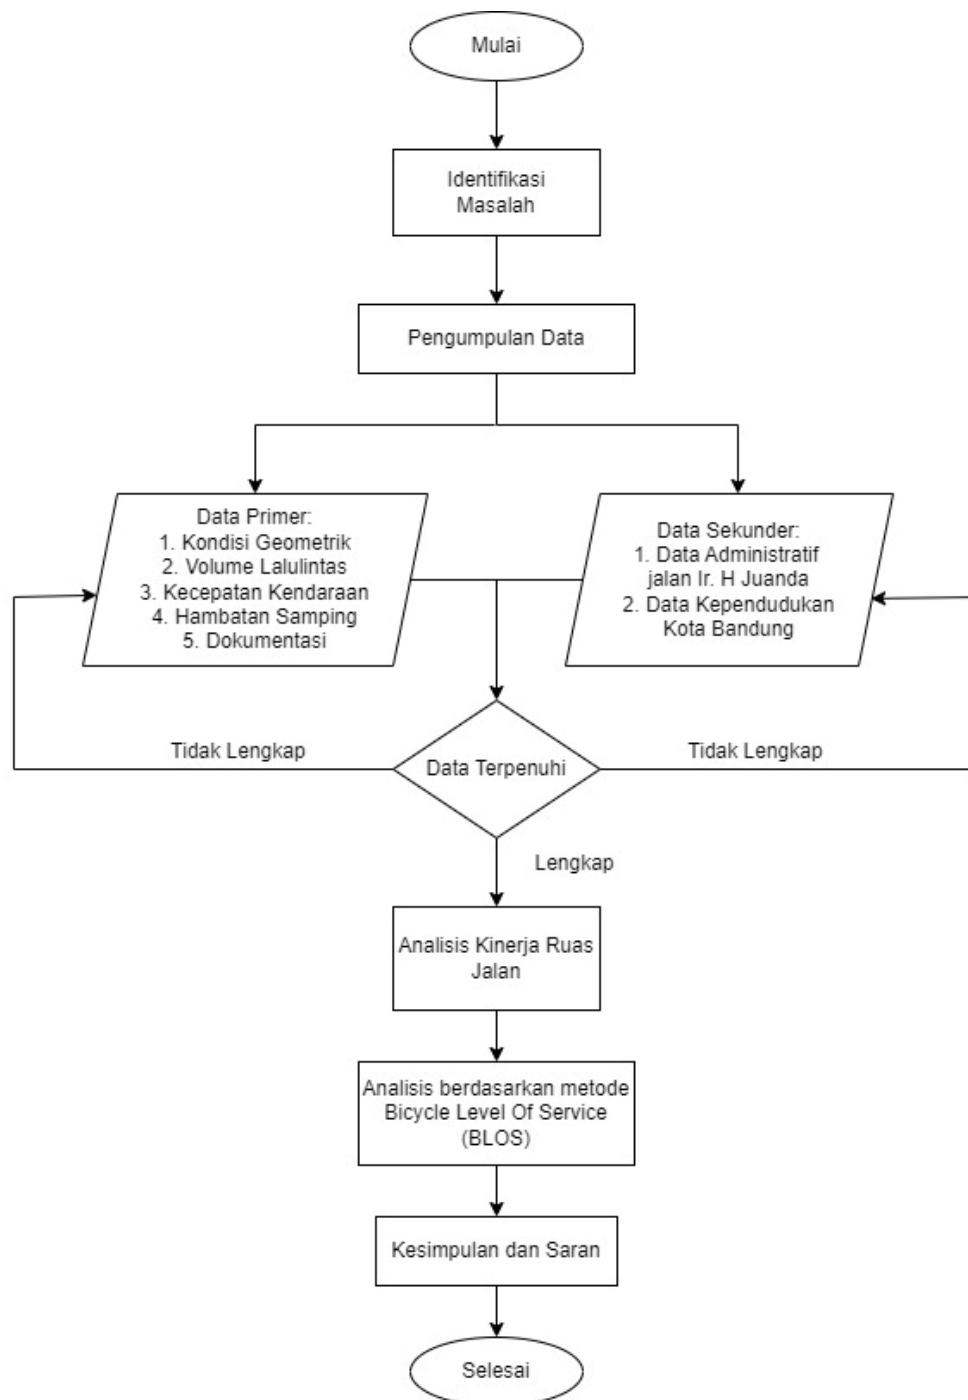 Mulai
Identifikasi
Masalah
Pengumpulan Data
Data Primer:
1. Kondisi Geometrik
2. Volume Lalulintas
3. Kecepatan Kendaraan
4. Hambatan Samping
5. Dokumentasi
Data Sekunder:
1. Data Administratif
jalan Ir. H Juanda
2. Data Kependudukan
Kota Bandung
Tidak Lengkap
Data Terpenuhi
Tidak Lengkap
Lengkap
Analisis Kinerja Ruas
Jalan
Analisis berdasarkan metode
Bicycle Level Of Service
(BLOS)
Kesimpulan dan Saran
Selesai